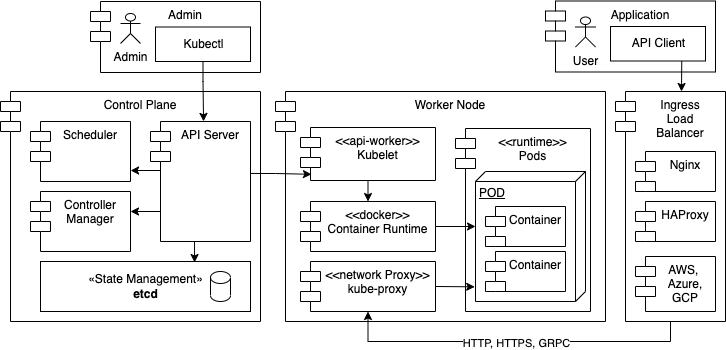 Admin
Kubectl
Admin
Application
API Client
User
Control Plane
Scheduler
API Server
Controller
Manager
«State Management»
etcd
Worker Node
<<api-worker>>
Kubelet
<<docker>>
Container Runtime
<<network Proxy>>
kube-proxy
<<runtime>>
Pods
POD
Container
Container
Ingress
Load
Balancer
Nginx
HAProxy
AWS,
Azure,
GCP
HTTP, HTTPS, GRPC